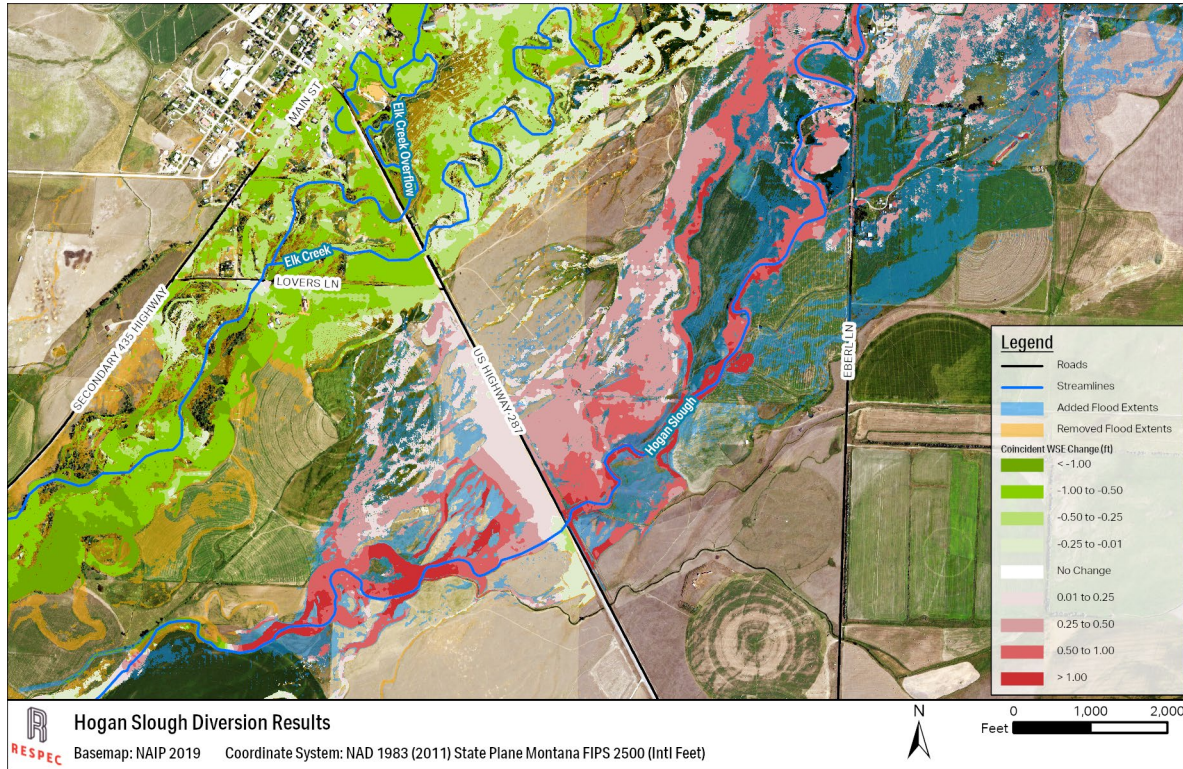 MAIN ST
Elk Creek Overflow
Elk Creek
LOVERS LN
SECONDARY 435 HIGHWAY
US HIGHWAY-287
Hogan Slough
EBERL LN
Legend
Roads
Streamlines
Added Flood Extents
Removed Flood Extents
Coincident WSE Change (ft)
< -1.00
-1.00 to -0.50
-0.50 to -0.25
-0.25 to -0.01
No Change
0.01 to 0.25
0.25 to 0.50
0.50 to 1.00
> 1.00
RESPEC
Hogan Slough Diversion Results
Basemap: NAIP 2019 Coordinate System: NAD 1983 (2011) State Plane Montana FIPS 2500 (Intl Feet)
N
0 1,000 2,000
Feet